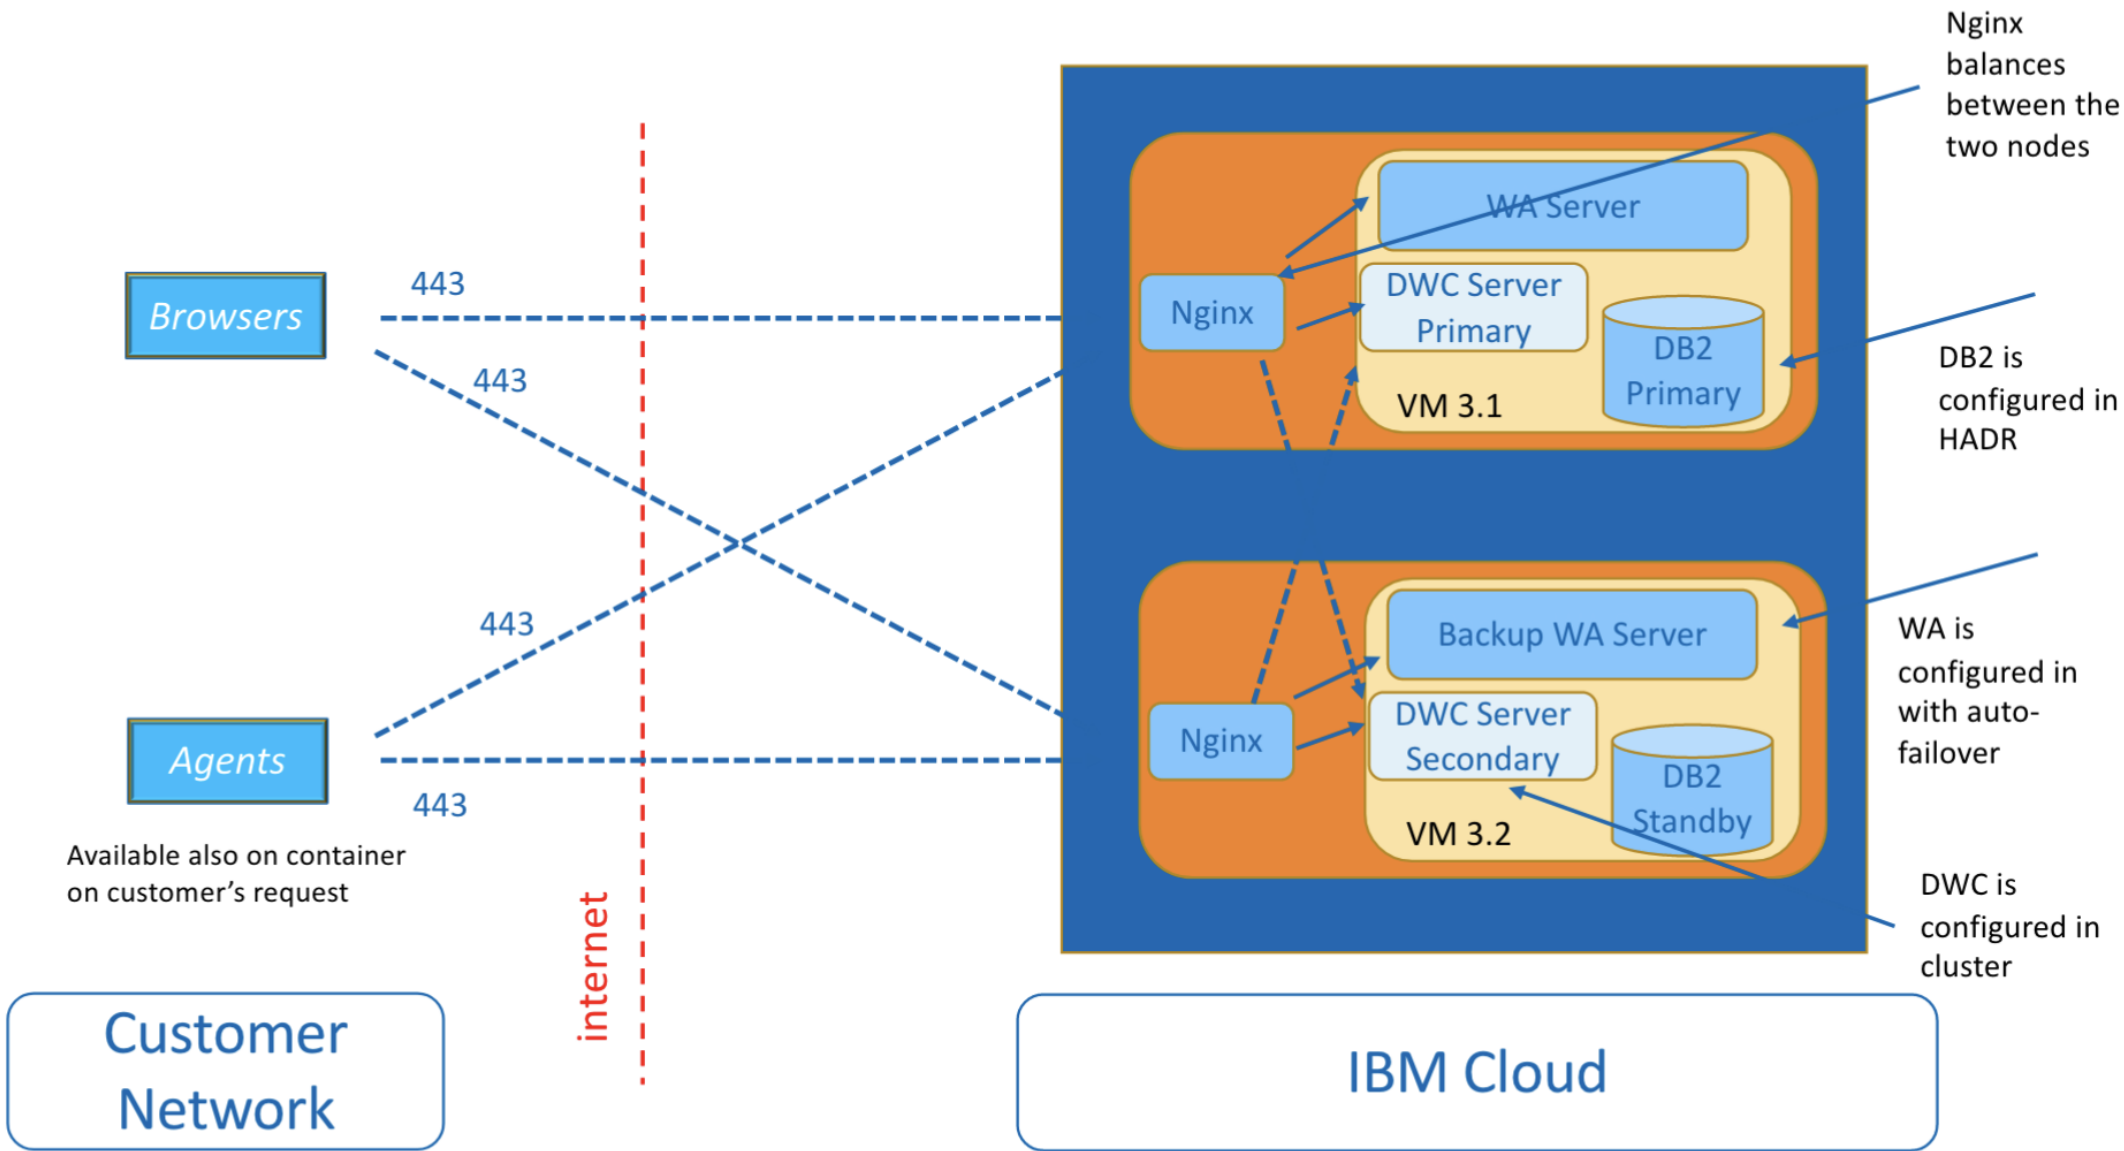 Nginx
balances
between the
two nodes
WA Server
443
Browsers
Nginx
DWC Server
Primary
DB2
Primary
443
VM 3.1
DB2 is
configured in
HADR
443
Backup WA Server
WA is
configured in
with auto-
failover
Agents
443
Nginx
DWC Server
Secondary
DB2
Standby
VM 3.2
Available also on container
on customer’s request
internet
DWC is
configured in
cluster
Customer
Network
IBM Cloud